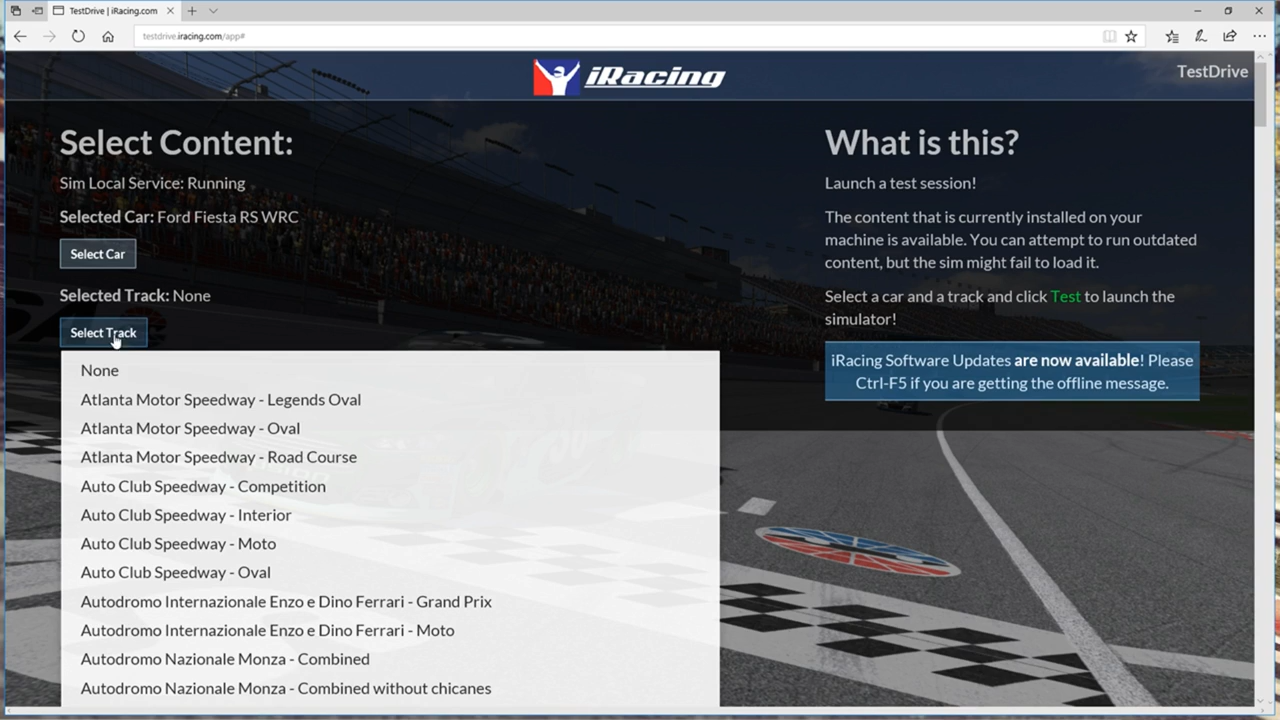 TestDrive | iRacing.com
testdrive.iracing.com/app#
iRacing
TestDrive
Select Content:
Sim Local Service: Running
Selected Car: Ford Fiesta RS WRC
Select Car
Selected Track: None
Select Track
None
Atlanta Motor Speedway - Legends Oval
Atlanta Motor Speedway - Oval
Atlanta Motor Speedway - Road Course
Auto Club Speedway - Competition
Auto Club Speedway - Interior
Auto Club Speedway - Moto
Auto Club Speedway - Oval
Autodromo Internazionale Enzo e Dino Ferrari - Grand Prix
Autodromo Internazionale Enzo e Dino Ferrari - Moto
Autodromo Nazionale Monza - Combined
Autodromo Nazionale Monza - Combined without chicanes
What is this?
Launch a test session!
The content that is currently installed on your
machine is available. You can attempt to run outdated
content, but the sim might fail to load it.
Select a car and a track and click Test to launch the
simulator!
iRacing Software Updates are now available! Please
Ctrl-F5 if you are getting the offline message.